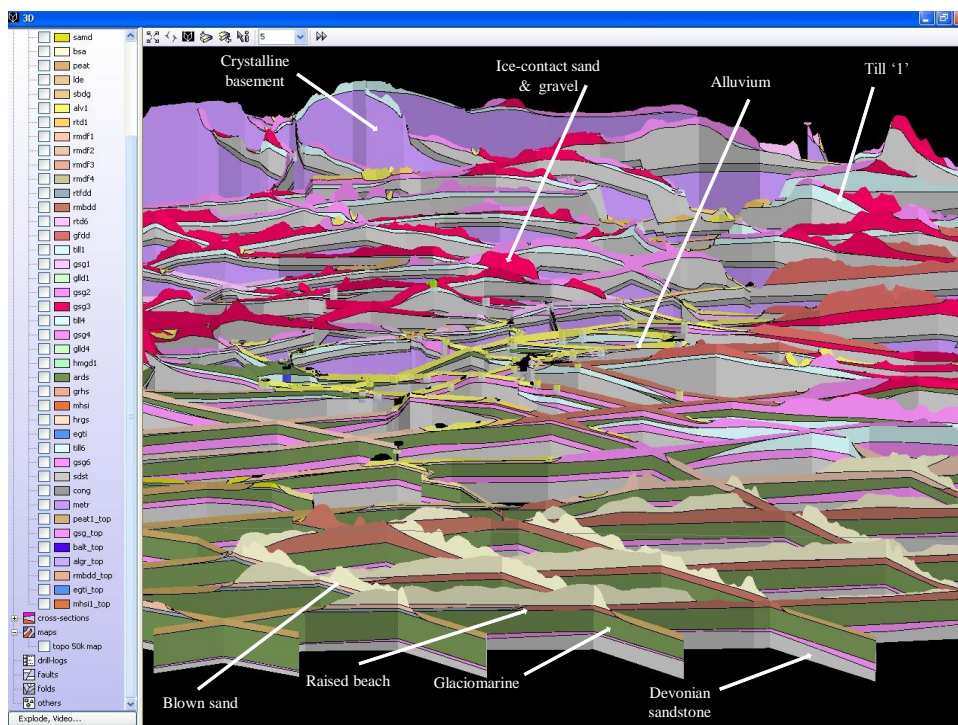 3D
samd
bsa
peat
lde
sbdg
alv1
rtd1
rmdf1
rmdf2
rmdf3
rmdf4
rtfdd
rmbdd
rtd6
gfdd
till1
gsg1
glld1
gsg2
gsg3
till4
gsg4
glld4
hmgd1
ards
grhs
mhsi
hrgs
egti
till6
gsg6
sdst
cong
metr
peat1_top
gsg_top
balt_top
algr_top
rmbdd_top
egti_top
mhsi1_top
cross-sections
maps
topo 50k map
drill-logs
faults
folds
others
Explode, Video...
5
Crystalline
basement
Ice-contact sand
& gravel
Alluvium
Till ‘1’
Blown sand
Raised beach
Glaciomarine
Devonian
sandstone